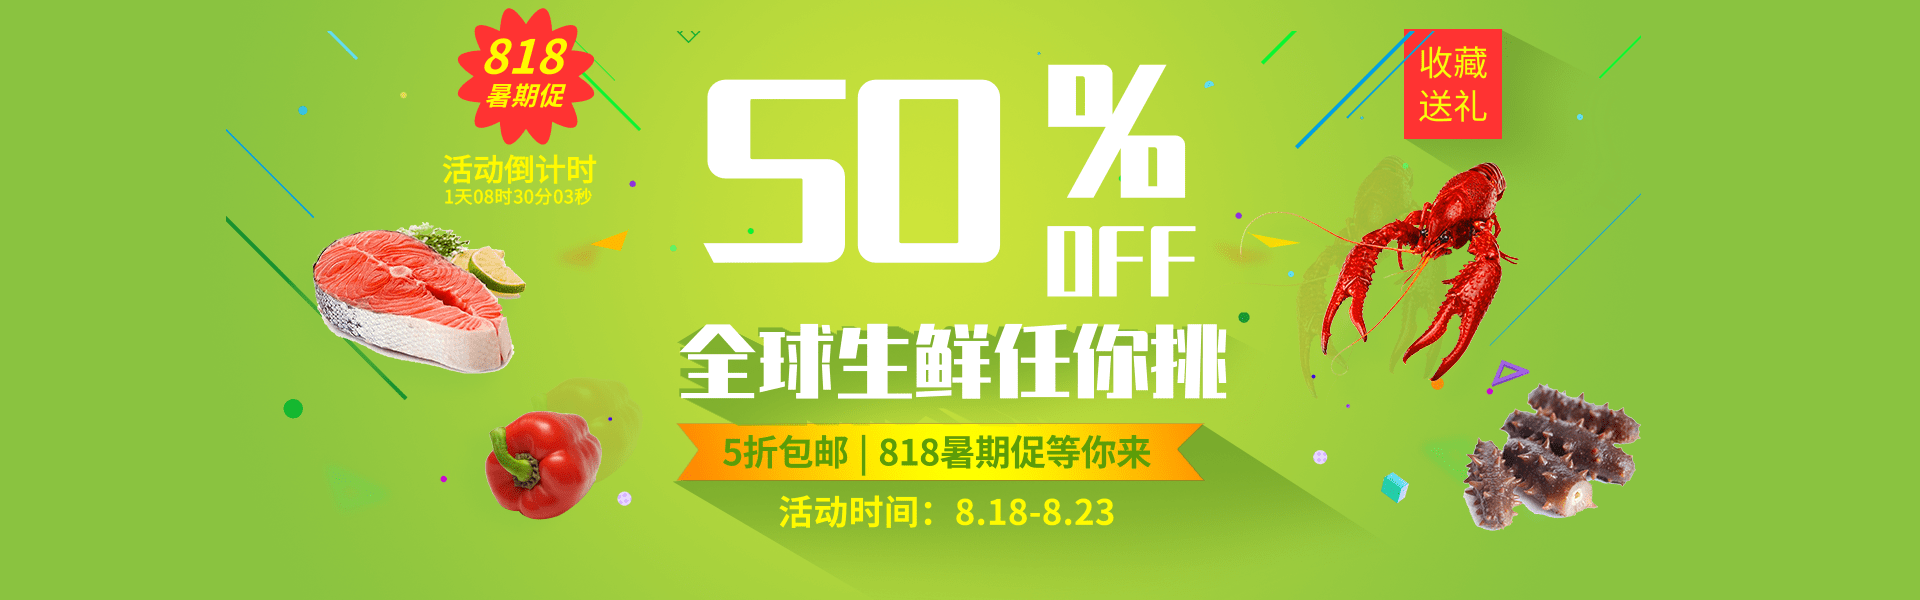 818
暑期促
活动倒计时
1天08时30分03秒
50%
OFF
全球生鲜任你挑
5折包邮 | 818暑期促等你来
活动时间：8.18-8.23
收藏
送礼